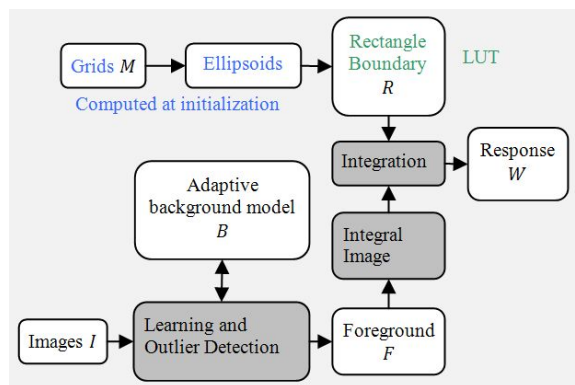 Grids M
Ellipsoids
Rectangle
Boundary
R
LUT
Computed at initialization
Integration
Response
W
Adaptive
background model
B
Integral
Image
Images I
Learning and
Outlier Detection
Foreground
F